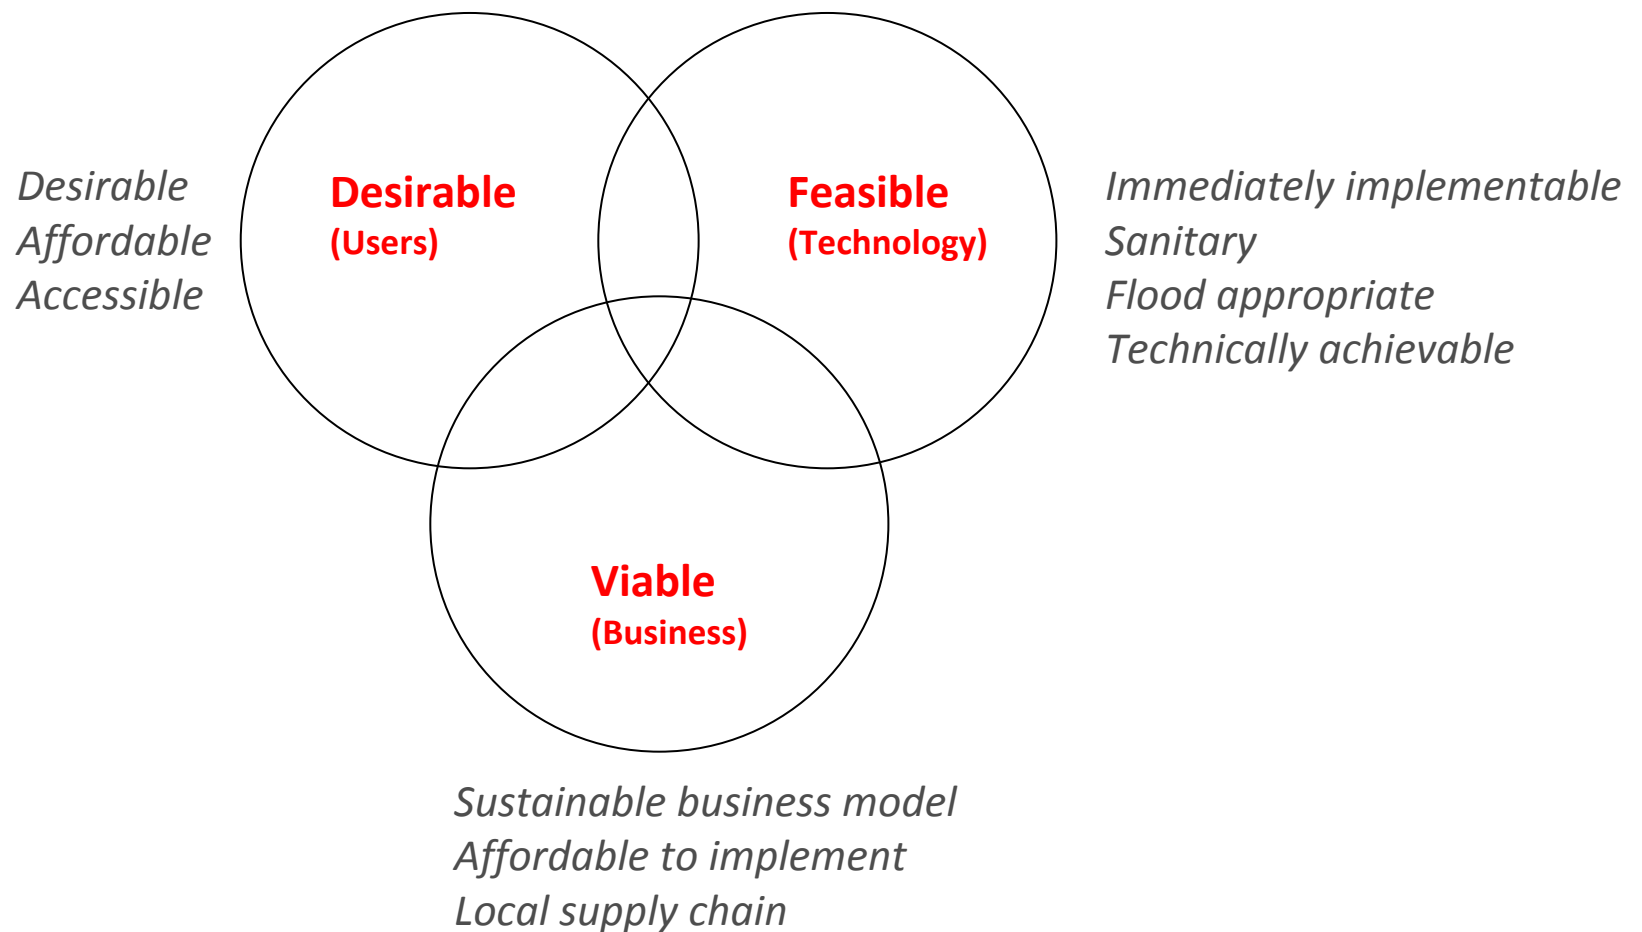 Desirable
Affordable
Accessible
Desirable
(Users)
Feasible
(Technology)
Immediately implementable
Sanitary
Flood appropriate
Technically achievable
Viable
(Business)
Sustainable business model
Affordable to implement
Local supply chain